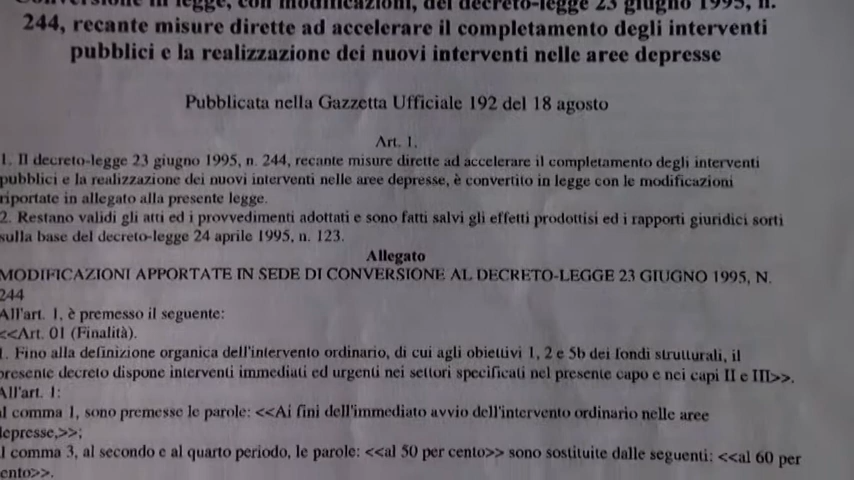 Conversione in legge, con modificazioni, del decreto-legge 23 giugno 1995, n.
244, recante misure dirette ad accelerare il completamento degli interventi
pubblici e la realizzazione dei nuovi interventi nelle aree depresse
Pubblicata nella Gazzetta Ufficiale 192 del 18 agosto
Art. 1.
1. Il decreto-legge 23 giugno 1995, n. 244, recante misure dirette ad accelerare il completamento degli interventi
pubblici e la realizzazione dei nuovi interventi nelle aree depresse, è convertito in legge con le modificazioni
riportate in allegato alla presente legge.
2. Restano validi gli atti ed i provvedimenti adottati e sono fatti salvi gli effetti prodottisi ed i rapporti giuridici sorti
sulla base del decreto-legge 24 aprile 1995, n. 123.
Allegato
MODIFICAZIONI APPORTATE IN SEDE DI CONVERSIONE AL DECRETO-LEGGE 23 GIUGNO 1995, N.
244
All'art. 1, è premesso il seguente:
<<Art. 01 (Finalità).
1. Fino alla definizione organica dell'intervento ordinario, di cui agli obiettivi 1, 2 e 5b dei fondi strutturali, il
presente decreto dispone interventi immediati ed urgenti nei settori specificati nel presente capo e nei capi II e III>>.
All'art. 1:
al comma 1, sono premesse le parole: <<Ai fini dell'immediato avvio dell'intervento ordinario nelle aree
depresse,>>;
al comma 3, al secondo e al quarto periodo, le parole: <<al 50 per cento>> sono sostituite dalle seguenti: <<al 60 per
cento>>.